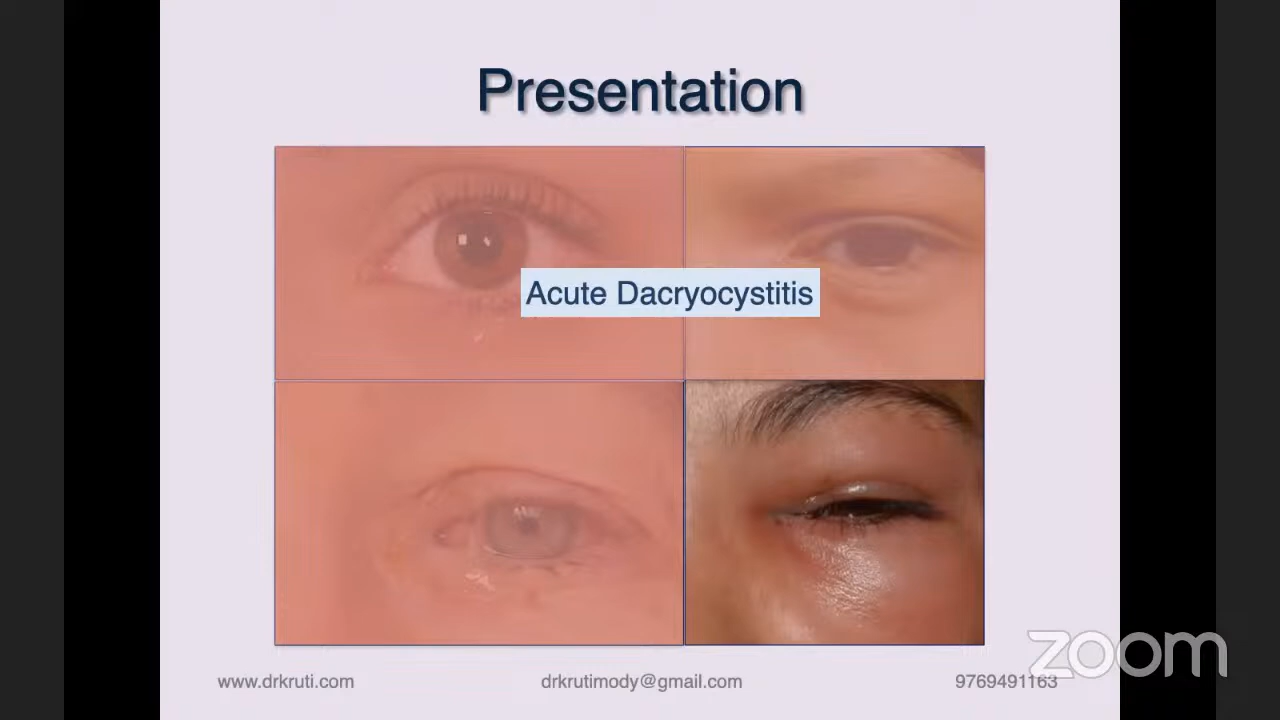 Presentation
Acute Dacryocystitis
www.drkruti.com
drkrutimody@gmail.com
9769491163
zoom